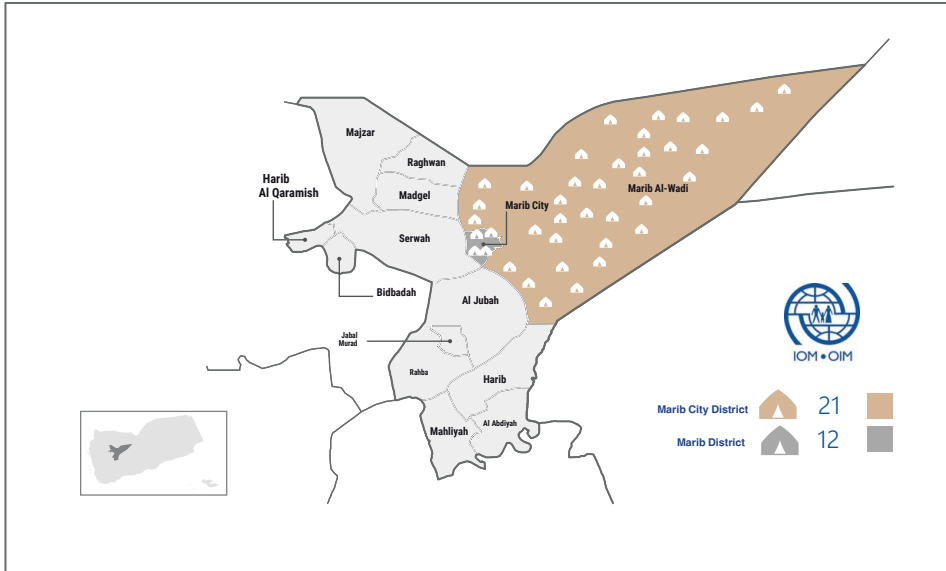 Majzar
Raghwan
Harib
Al Qaramish
Madgel
Marib Al-Wadi
Marib City
Serwah
Bidbadah
Al Jubah
Jabal
Murad
Rahba
Harib
Mahliyah
Al Abdiyah
IOM • OIM
Marib City District 21
Marib District 12